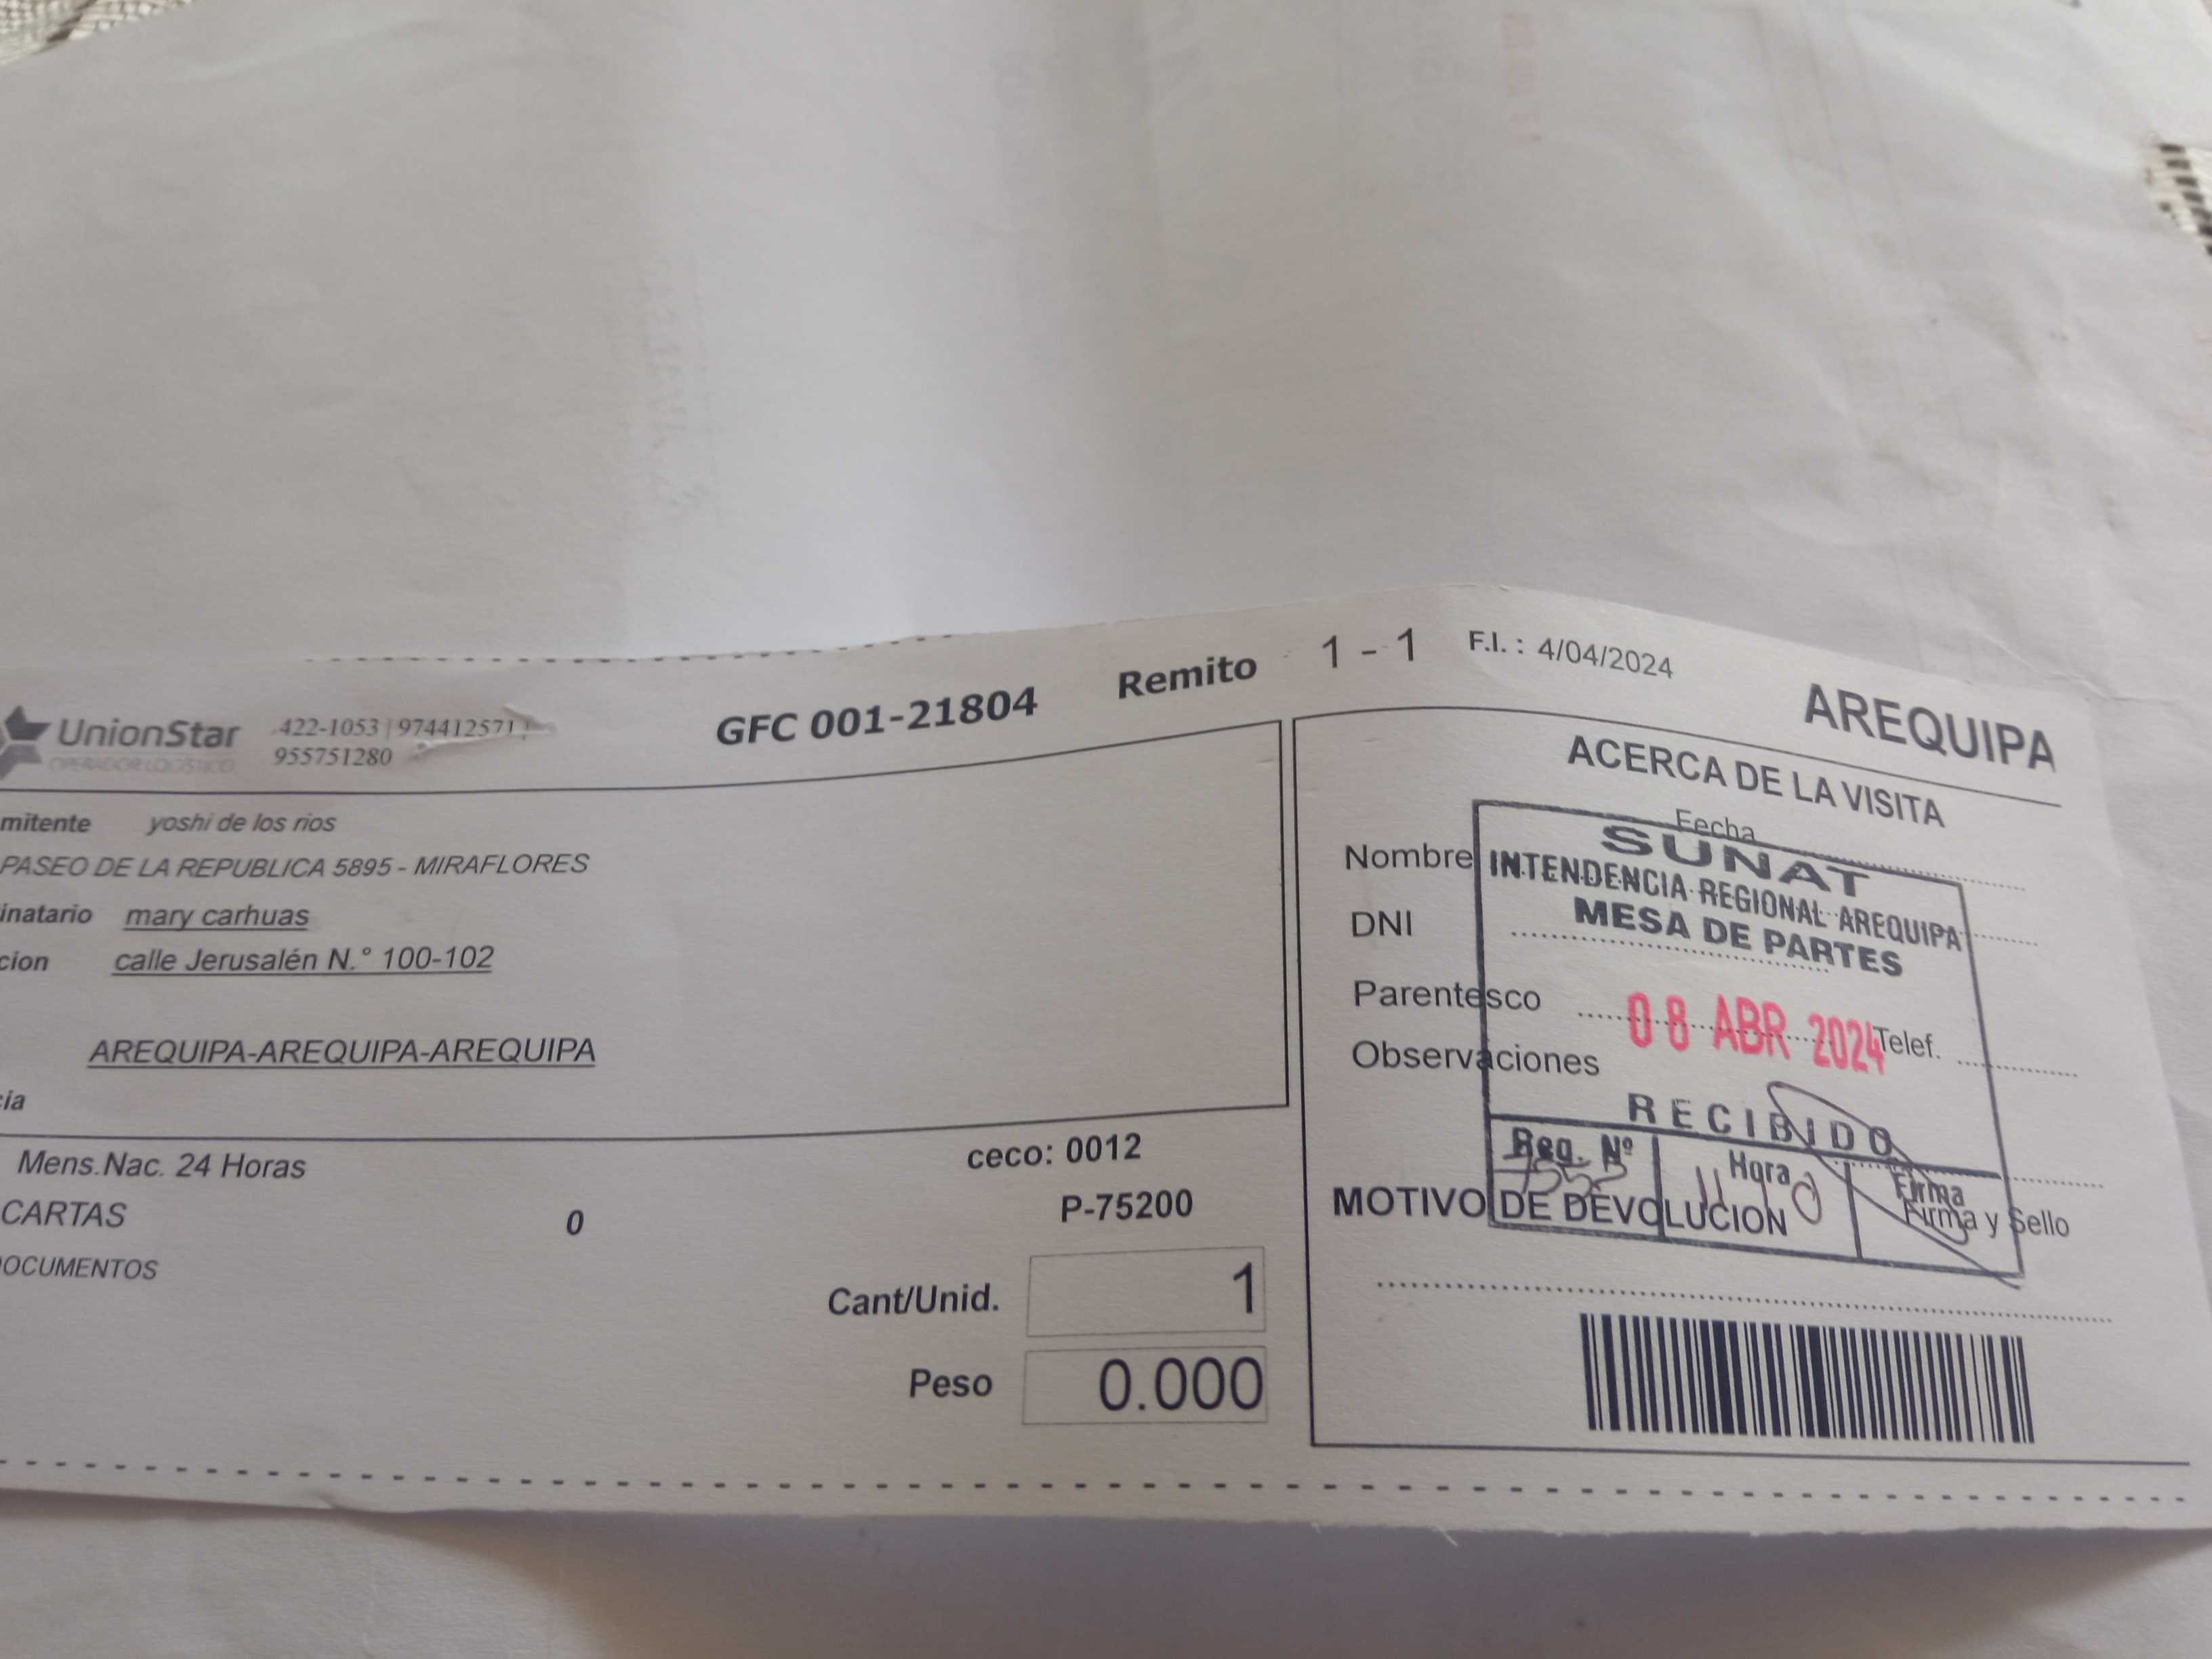 UnionStar
OPERADOR LOGISTICO
422-1053 | 974412571 |
955751280
GFC 001-21804
Remito 1 - 1
F.I. : 4/04/2024
AREQUIPA
mitente yoshi de los rios
PASEO DE LA REPUBLICA 5895 - MIRAFLORES
inatario mary carhuas
cion calle Jerusalén N.° 100-102
AREQUIPA-AREQUIPA-AREQUIPA
cia
Mens.Nac. 24 Horas
CARTAS 0
OCUMENTOS
ceco: 0012
P-75200
Cant/Unid. 1
Peso 0.000
ACERCA DE LA VISITA
Fecha
Nombre
DNI
Parentesco
Telef.
Observaciones
MOTIVO DE DEVOLUCION
Firma y Sello
SUNAT
INTENDENCIA REGIONAL AREQUIPA
MESA DE PARTES
08 ABR 2024
RECIBIDO
Reg. Nº Hora Firma